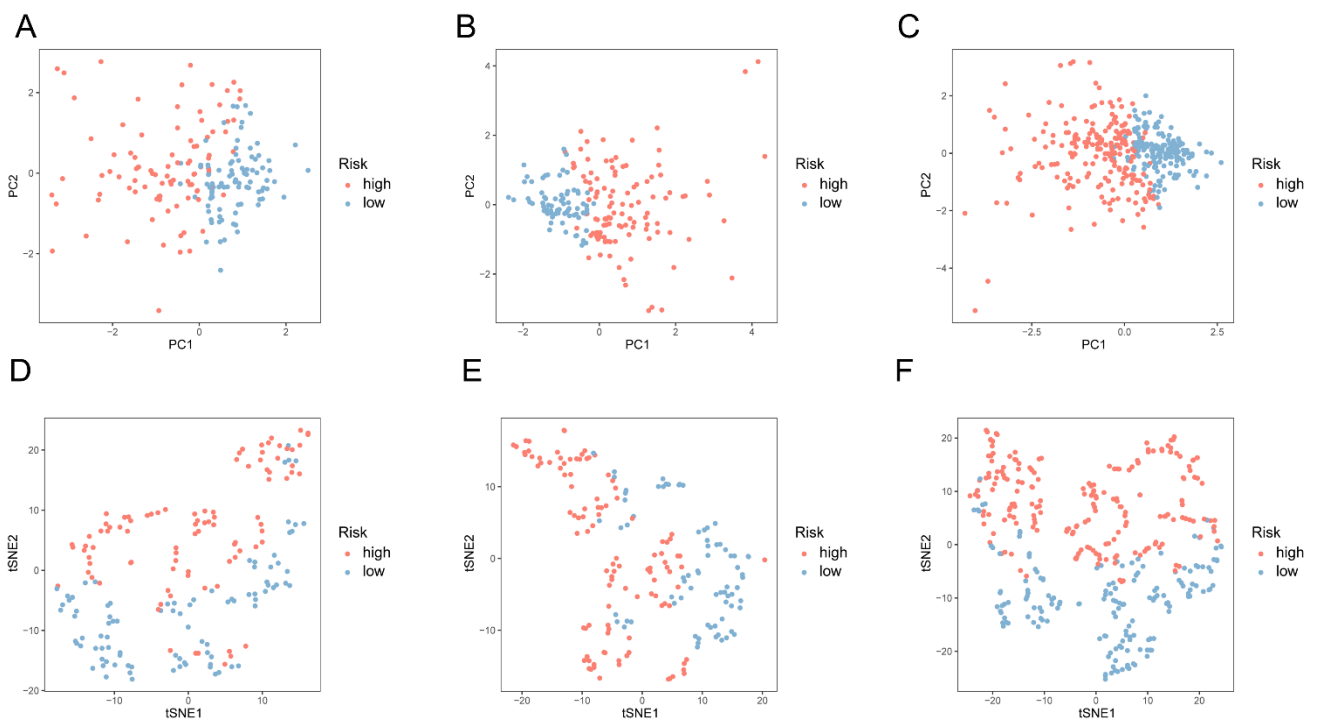 A
PC2
2
0
−2
−2
0
2
PC1
Risk
high
low
B
PC2
4
2
0
−2
−2
0
2
4
PC1
Risk
high
low
C
PC2
2
0
−2
−4
−2.5
0.0
2.5
PC1
Risk
high
low
D
tSNE2
20
10
0
−10
−20
−10
0
10
tSNE1
Risk
high
low
E
tSNE2
10
0
−10
−20
−10
0
10
20
tSNE1
Risk
high
low
F
tSNE2
20
10
0
−10
−20
−20
−10
0
10
20
tSNE1
Risk
high
low